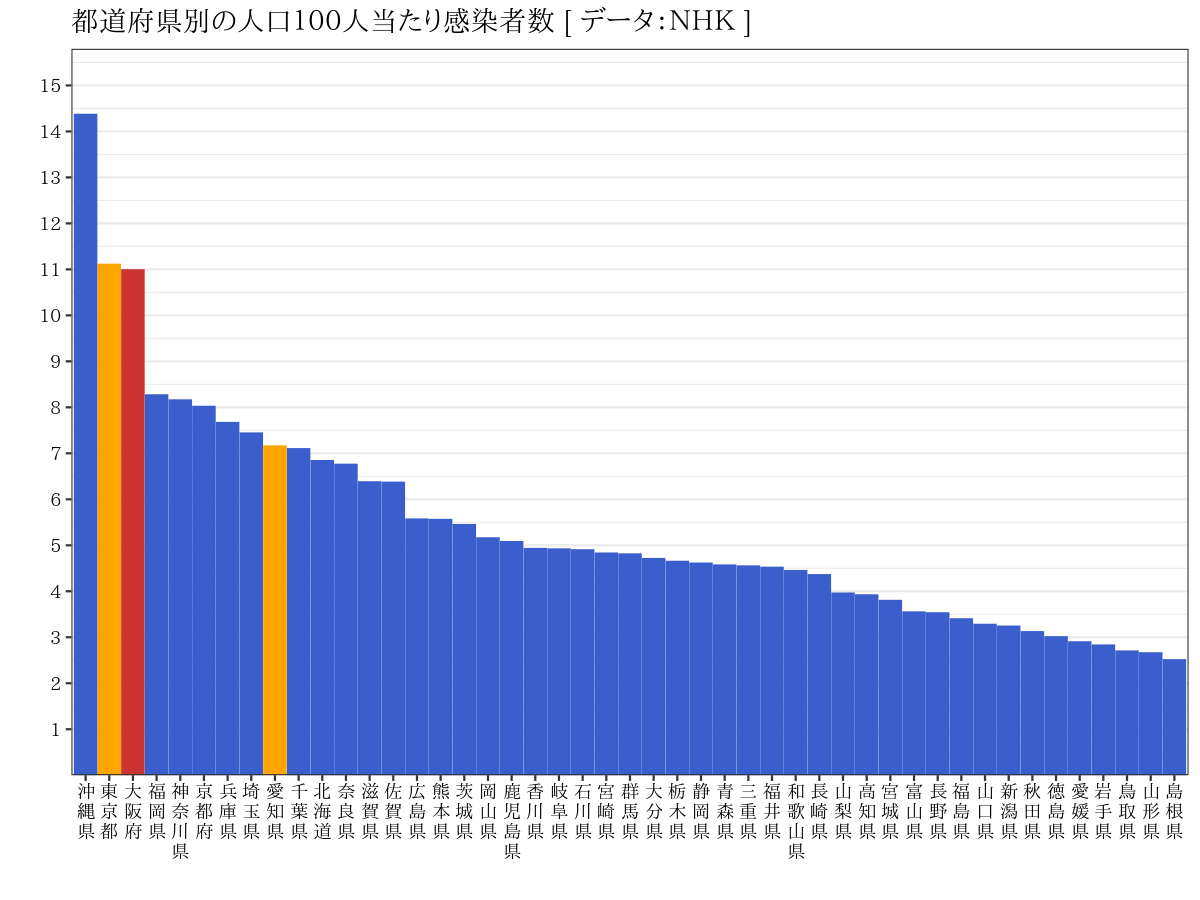 都道府県別の人口100人当たり感染者数 [ データ：NHK ]
15
14
13
12
11
10
9
8
7
6
5
4
3
2
1
沖縄県
東京都
大阪府
福岡県
神奈川県
京都府
兵庫県
埼玉県
愛知県
千葉県
北海道
奈良県
滋賀県
佐賀県
広島県
熊本県
茨城県
岡山県
鹿児島県
香川県
岐阜県
石川県
宮崎県
群馬県
大分県
栃木県
静岡県
青森県
三重県
福井県
和歌山県
長崎県
山梨県
高知県
宮城県
富山県
長野県
福島県
山口県
新潟県
秋田県
徳島県
愛媛県
岩手県
鳥取県
山形県
島根県